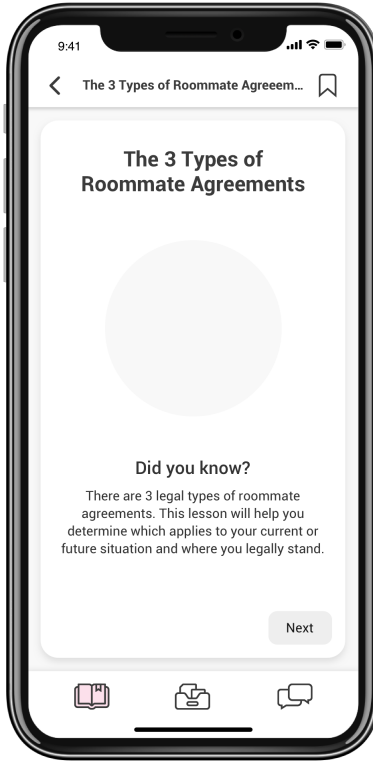 9:41
The 3 Types of Roommate Agreeem...
The 3 Types of
Roommate Agreements
Did you know?
There are 3 legal types of roommate
agreements. This lesson will help you
determine which applies to your current or
future situation and where you legally stand.
Next